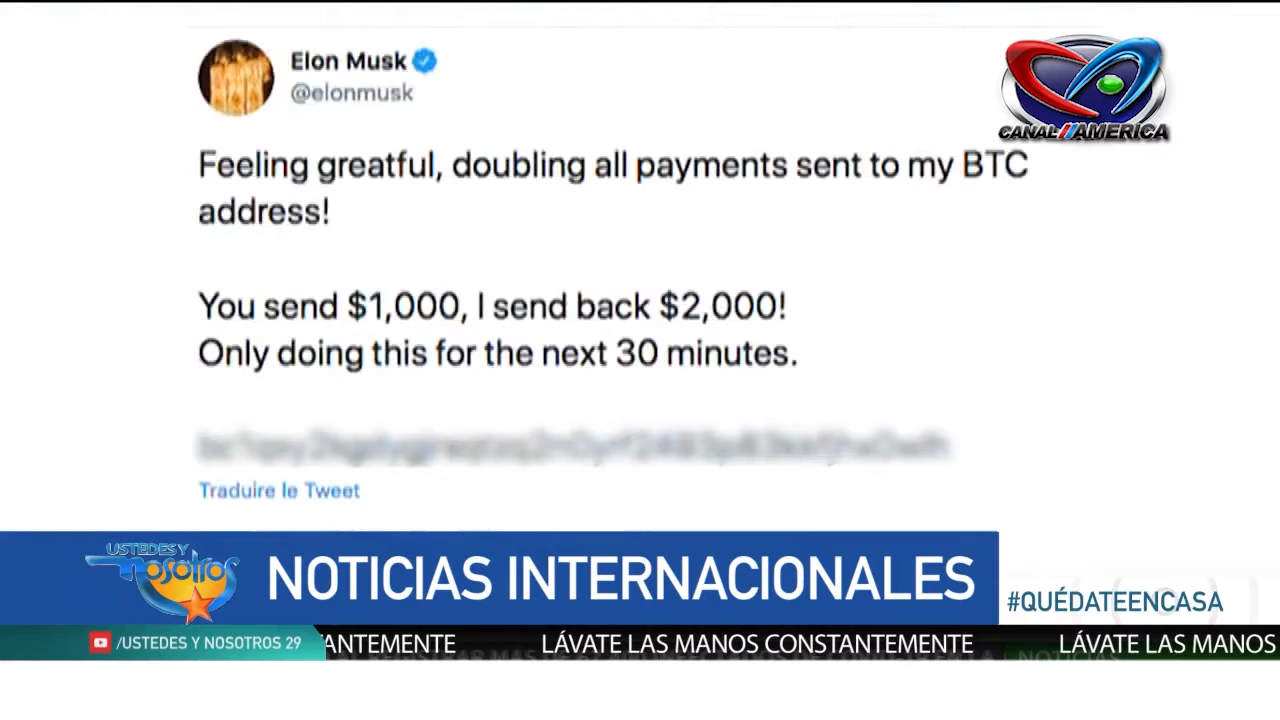 Elon Musk
@elonmusk
CANAL AMERICA
Feeling greatful, doubling all payments sent to my BTC
address!
You send $1,000, I send back $2,000!
Only doing this for the next 30 minutes.
Traduire le Tweet
USTEDES Y
nosotros
NOTICIAS INTERNACIONALES
#QUÉDATEENCASA
/USTEDES Y NOSOTROS 29
ANTEMENTE LÁVATE LAS MANOS CONSTANTEMENTE LÁVATE LAS MANOS